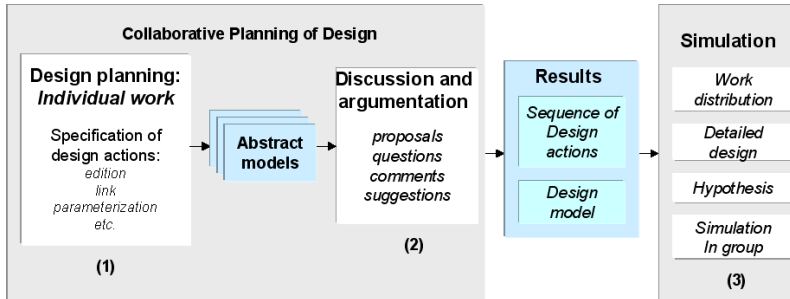 Collaborative Planning of Design
Design planning:
Individual work
Specification of
design actions:
edition
link
parameterization
etc.
(1)
Abstract
models
Discussion and
argumentation
proposals
questions
comments
suggestions
(2)
Results
Sequence of
Design
actions
Design
model
Simulation
Work
distribution
Detailed
design
Hypothesis
Simulation
In group
(3)